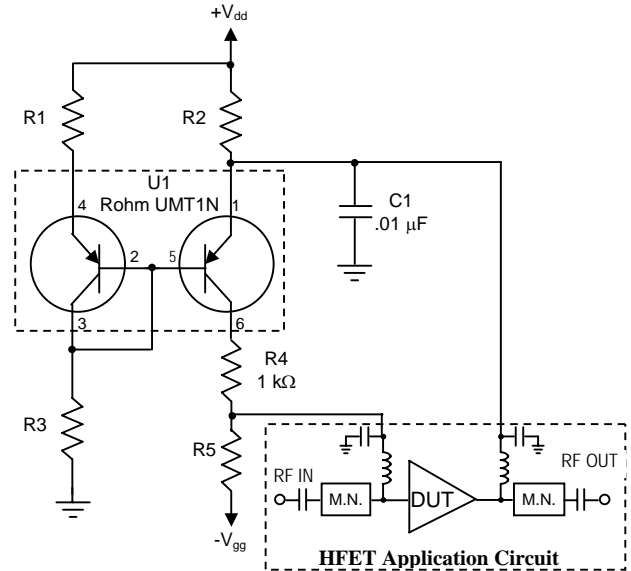 +Vdd
R1
R2
U1
Rohm UMT1N
4
1
C1
.01 μF
2
5
3
6
R4
1 kΩ
R3
R5
RF IN
RF OUT
M.N.
DUT
M.N.
-Vgg
HFET Application Circuit